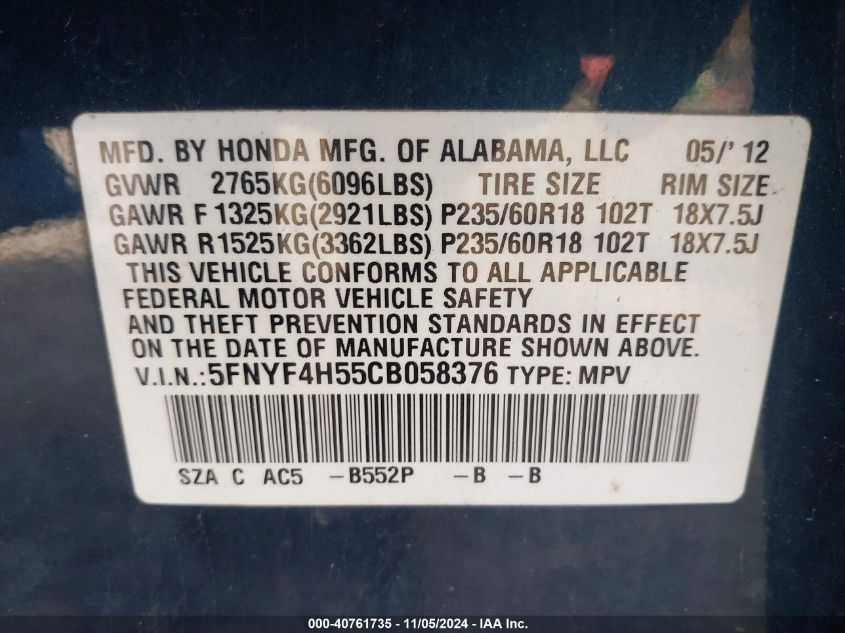 MFD. BY HONDA MFG. OF ALABAMA, LLC 05/' 12
GVWR 2765KG(6096LBS) TIRE SIZE RIM SIZE
GAWR F 1325KG(2921LBS) P235/60R18 102T 18X7.5J
GAWR R1525KG(3362LBS) P235/60R18 102T 18X7.5J
THIS VEHICLE CONFORMS TO ALL APPLICABLE
FEDERAL MOTOR VEHICLE SAFETY
AND THEFT PREVENTION STANDARDS IN EFFECT
ON THE DATE OF MANUFACTURE SHOWN ABOVE.
V.I.N.:5FNYF4H55CB058376 TYPE: MPV
SZA C AC5 -B552P -B -B
000-40761735 - 11/05/2024 - IAA Inc.